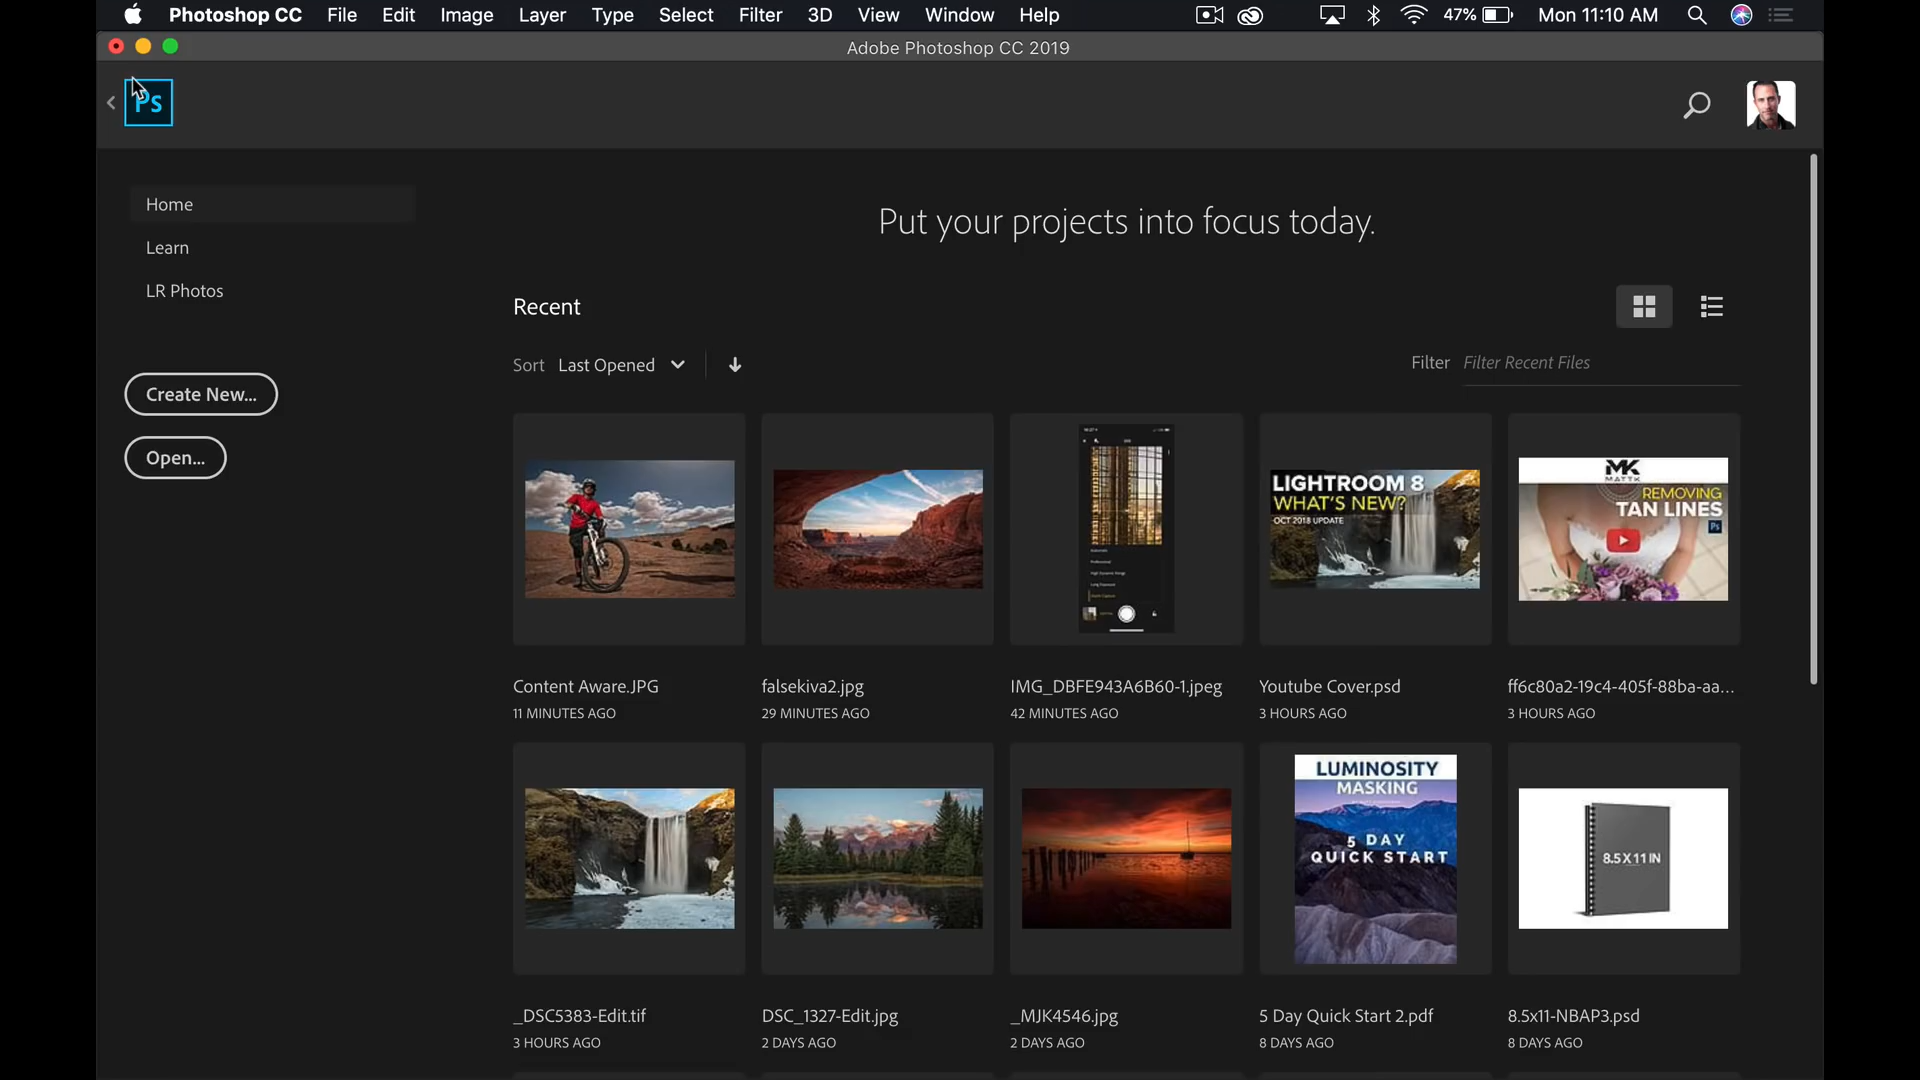 Photoshop CC File Edit Image Layer Type Select Filter 3D View Window Help 47% Mon 11:10 AM
Adobe Photoshop CC 2019
Ps
Home
Learn
LR Photos
Create New...
Open...
Put your projects into focus today.
Recent
Sort Last Opened
Filter Filter Recent Files
LIGHTROOM 8
WHAT'S NEW?
OCT 2018 UPDATE
MK
MATTK
REMOVING
TAN LINES
Ps
Content Aware.JPG
11 MINUTES AGO
falsekiva2.jpg
29 MINUTES AGO
IMG_DBFE943A6B60-1.jpeg
42 MINUTES AGO
Youtube Cover.psd
3 HOURS AGO
ff6c80a2-19c4-405f-88ba-aa...
3 HOURS AGO
LUMINOSITY
MASKING
5 DAY
QUICK START
8.5X11 IN
_DSC5383-Edit.tif
3 HOURS AGO
DSC_1327-Edit.jpg
2 DAYS AGO
_MJK4546.jpg
2 DAYS AGO
5 Day Quick Start 2.pdf
8 DAYS AGO
8.5x11-NBAP3.psd
8 DAYS AGO